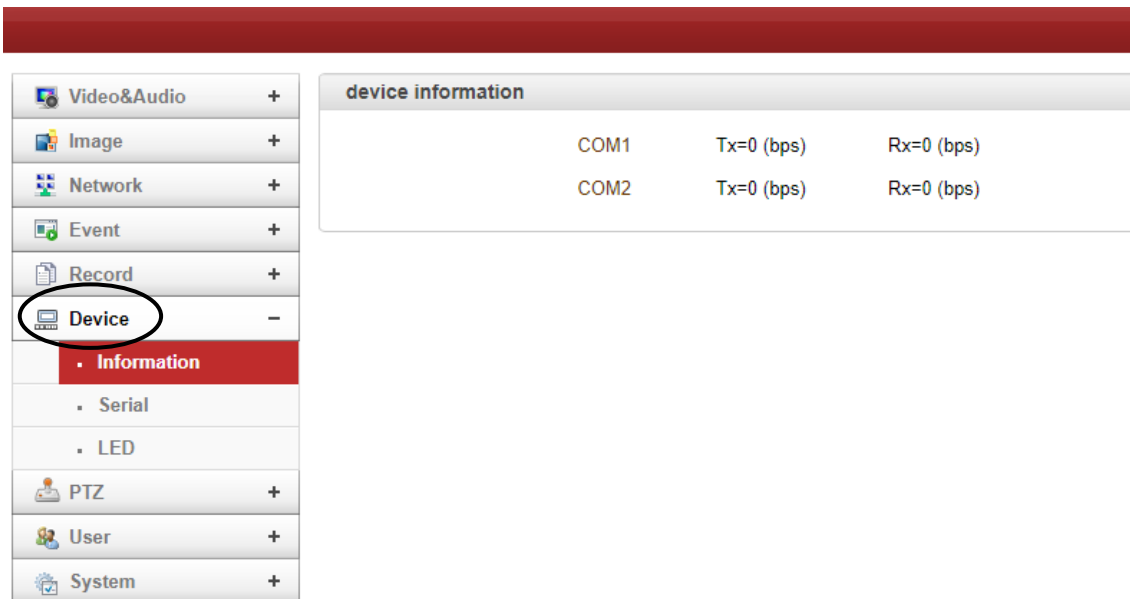 Video&Audio +
Image +
Network +
Event +
Record +
Device −
Information
Serial
LED
PTZ +
User +
System +
device information
COM1 Tx=0 (bps) Rx=0 (bps)
COM2 Tx=0 (bps) Rx=0 (bps)